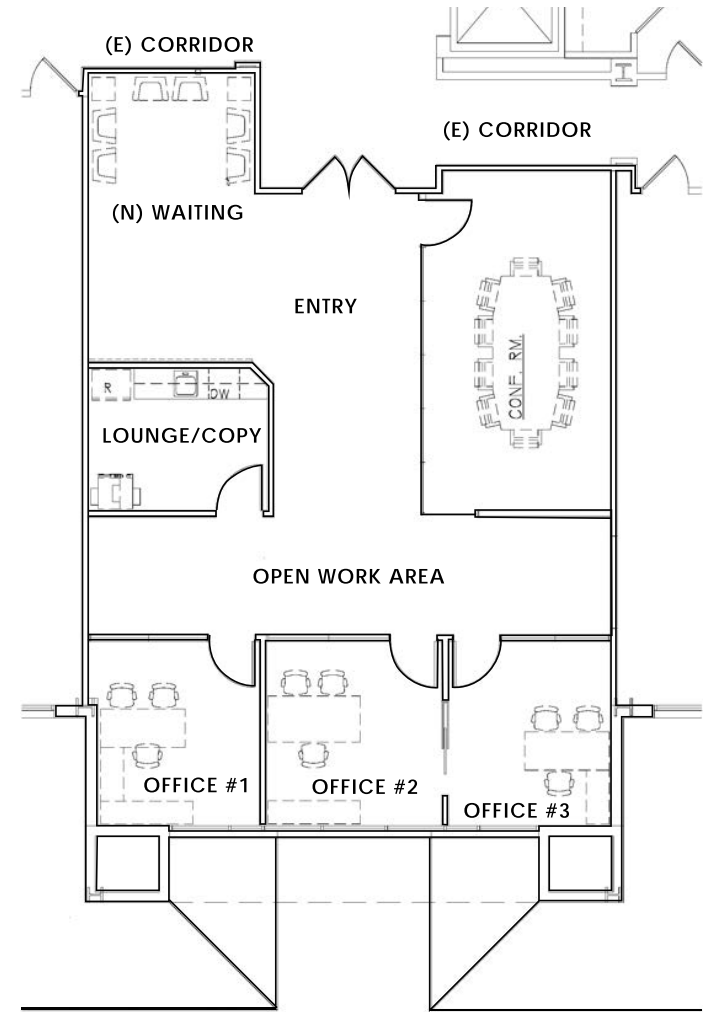 (E) CORRIDOR
(E) CORRIDOR
(N) WAITING
ENTRY
CONF. RM.
R
DW
LOUNGE/COPY
OPEN WORK AREA
OFFICE #1
OFFICE #2
OFFICE #3